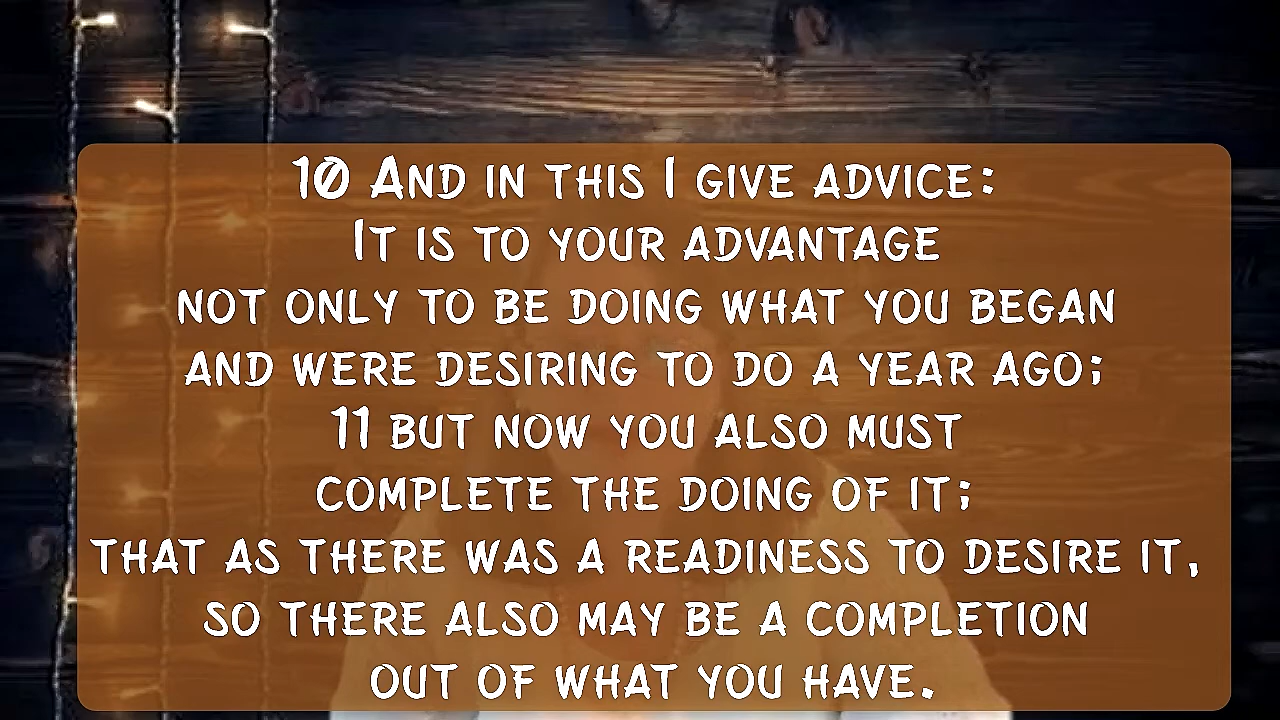 10 And in this I give advice:
It is to your advantage
not only to be doing what you began
and were desiring to do a year ago;
11 but now you also must
complete the doing of it;
that as there was a readiness to desire it,
so there also may be a completion
out of what you have.